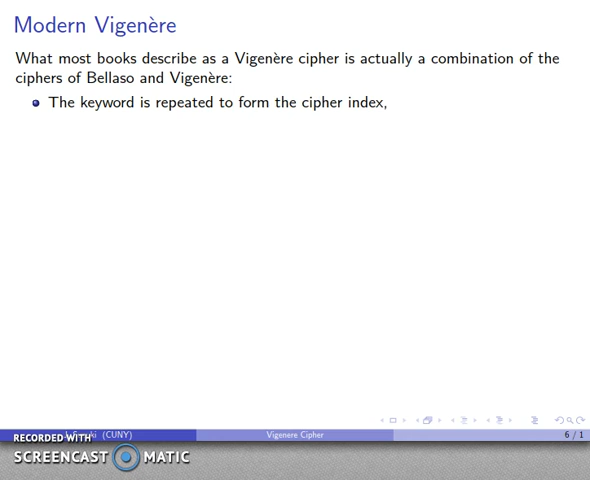 Modern Vigenère
What most books describe as a Vigenère cipher is actually a combination of the
ciphers of Bellaso and Vigenère:
The keyword is repeated to form the cipher index,
(CUNY)
Vigenere Cipher
6 / 1
RECORDED WITH
SCREENCAST MATIC